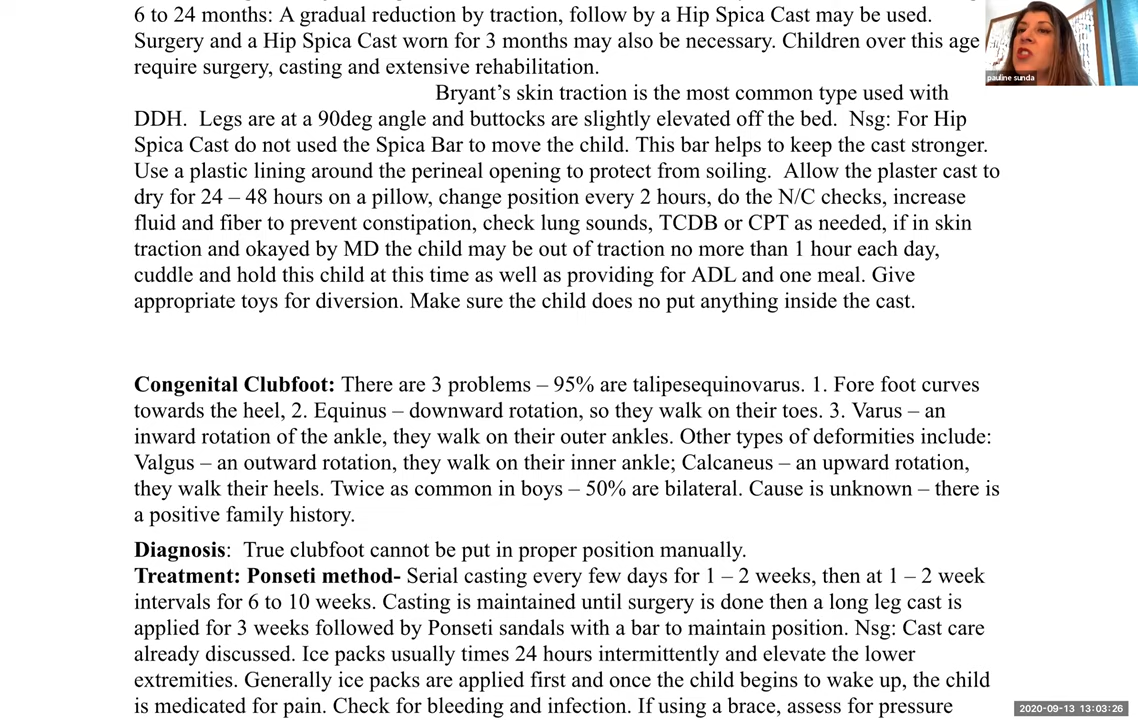 6 to 24 months: A gradual reduction by traction, follow by a Hip Spica Cast may be used.
Surgery and a Hip Spica Cast worn for 3 months may also be necessary. Children over this age
require surgery, casting and extensive rehabilitation.
Bryant’s skin traction is the most common type used with
DDH.  Legs are at a 90deg angle and buttocks are slightly elevated off the bed.  Nsg: For Hip
Spica Cast do not used the Spica Bar to move the child. This bar helps to keep the cast stronger.
Use a plastic lining around the perineal opening to protect from soiling.  Allow the plaster cast to
dry for 24 – 48 hours on a pillow, change position every 2 hours, do the N/C checks, increase
fluid and fiber to prevent constipation, check lung sounds, TCDB or CPT as needed, if in skin
traction and okayed by MD the child may be out of traction no more than 1 hour each day,
cuddle and hold this child at this time as well as providing for ADL and one meal. Give
appropriate toys for diversion. Make sure the child does no put anything inside the cast.
Congenital Clubfoot: There are 3 problems – 95% are talipesequinovarus. 1. Fore foot curves
towards the heel, 2. Equinus – downward rotation, so they walk on their toes. 3. Varus – an
inward rotation of the ankle, they walk on their outer ankles. Other types of deformities include:
Valgus – an outward rotation, they walk on their inner ankle; Calcaneus – an upward rotation,
they walk their heels. Twice as common in boys – 50% are bilateral. Cause is unknown – there is
a positive family history.
Diagnosis:  True clubfoot cannot be put in proper position manually.
Treatment: Ponseti method- Serial casting every few days for 1 – 2 weeks, then at 1 – 2 week
intervals for 6 to 10 weeks. Casting is maintained until surgery is done then a long leg cast is
applied for 3 weeks followed by Ponseti sandals with a bar to maintain position. Nsg: Cast care
already discussed. Ice packs usually times 24 hours intermittently and elevate the lower
extremities. Generally ice packs are applied first and once the child begins to wake up, the child
is medicated for pain. Check for bleeding and infection. If using a brace, assess for pressure
pauline sunda
2020-09-13 13:03:26